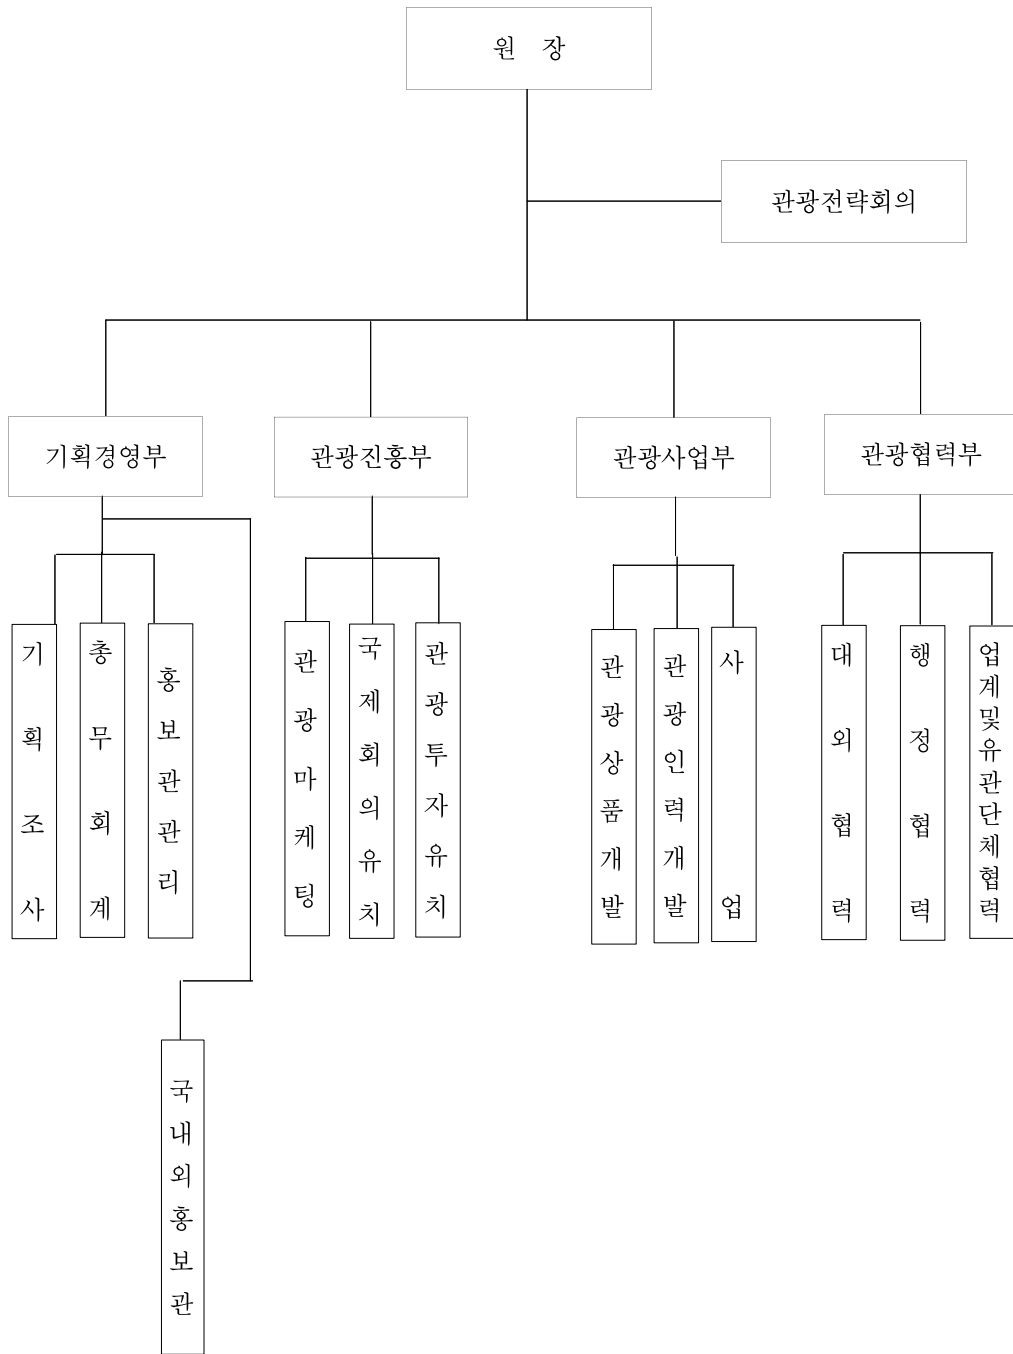 원 장
관광전략회의
기획경영부
관광진흥부
관광사업부
관광협력부
기획조사
총무회계
홍보관관리
관광마케팅
국제회의유치
관광투자유치
관광상품개발
관광인력개발
사업
대외협력
행정협력
업계및유관단체협력
국내외홍보관